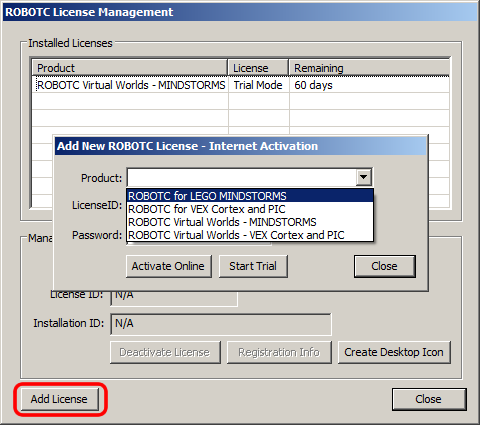 ROBOTC License Management
Installed Licenses
Product License Remaining
ROBOTC Virtual Worlds - MINDSTORMS Trial Mode 60 days
Add New ROBOTC License - Internet Activation
Product:
ROBOTC for LEGO MINDSTORMS
LicenseID: ROBOTC for VEX Cortex and PIC
ROBOTC Virtual Worlds - MINDSTORMS
Password: ROBOTC Virtual Worlds - VEX Cortex and PIC
Activate Online Start Trial Close
License ID: N/A
Installation ID: N/A
Deactivate License Registration Info Create Desktop Icon
Add License Close